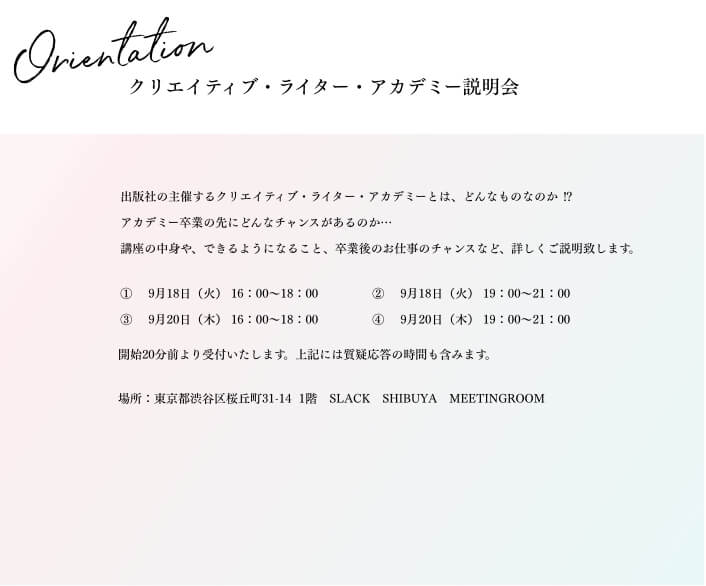 Orientation
クリエイティブ・ライター・アカデミー説明会
出版社の主催するクリエイティブ・ライター・アカデミーとは、どんなものなのか !?
アカデミー卒業の先にどんなチャンスがあるのか…
講座の中身や、できるようになること、卒業後のお仕事のチャンスなど、詳しくご説明致します。
① 9月18日（火） 16：00〜18：00 ② 9月18日（火） 19：00〜21：00
③ 9月20日（木） 16：00〜18：00 ④ 9月20日（木） 19：00〜21：00
開始20分前より受付いたします。上記には質疑応答の時間も含みます。
場所：東京都渋谷区桜丘町31-14 1階　SLACK　SHIBUYA　MEETINGROOM